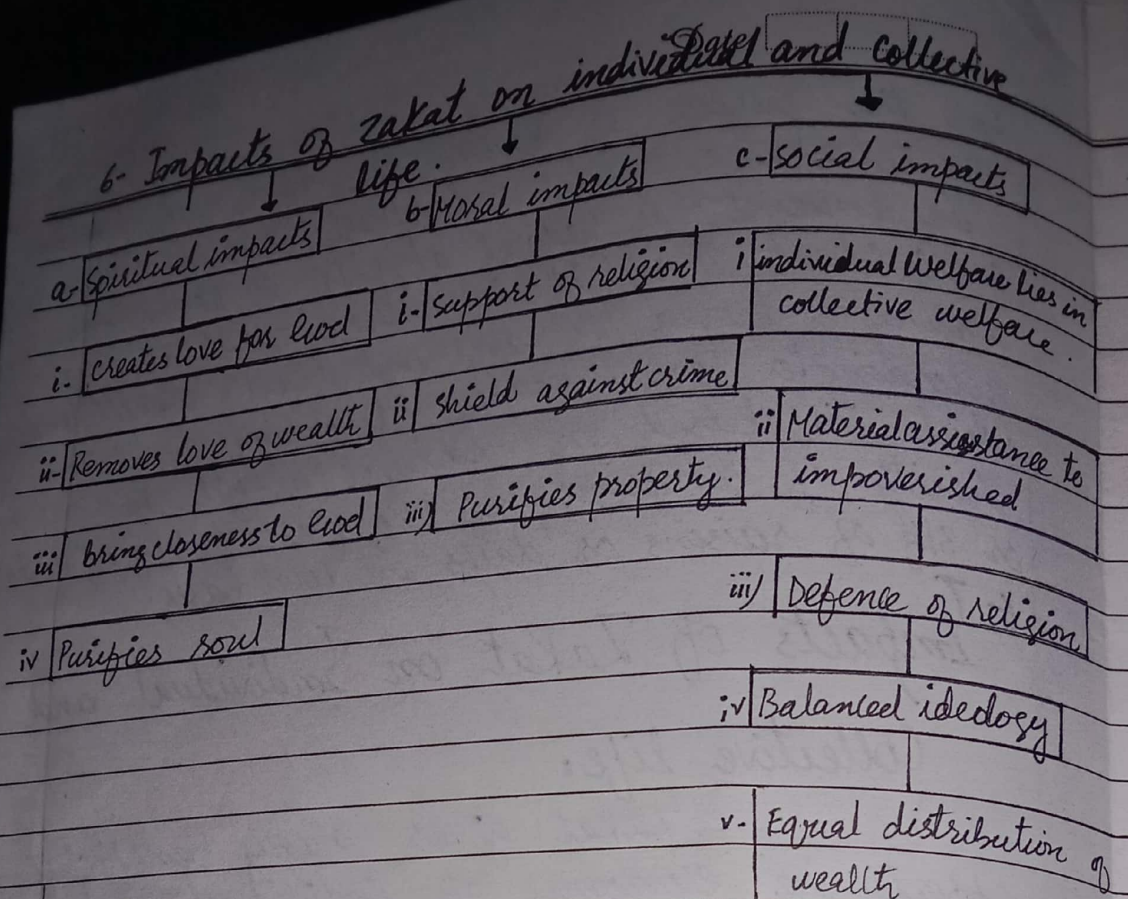 Date
6- Impacts of zakat on individual and collective
life.
a- Spiritual impacts
i- creates love for God
ii- Removes love of wealth
iii bring closeness to God
iv Purifies soul
b- Moral impacts
i- support of religion
ii shield against crime
iii) Purifies property.
c- social impacts
i individual welfare lies in
collective welfare.
ii Material assisstance to
impoverished
iii) Defence of religion
iv Balanced ideology
v- Equal distribution of
wealth